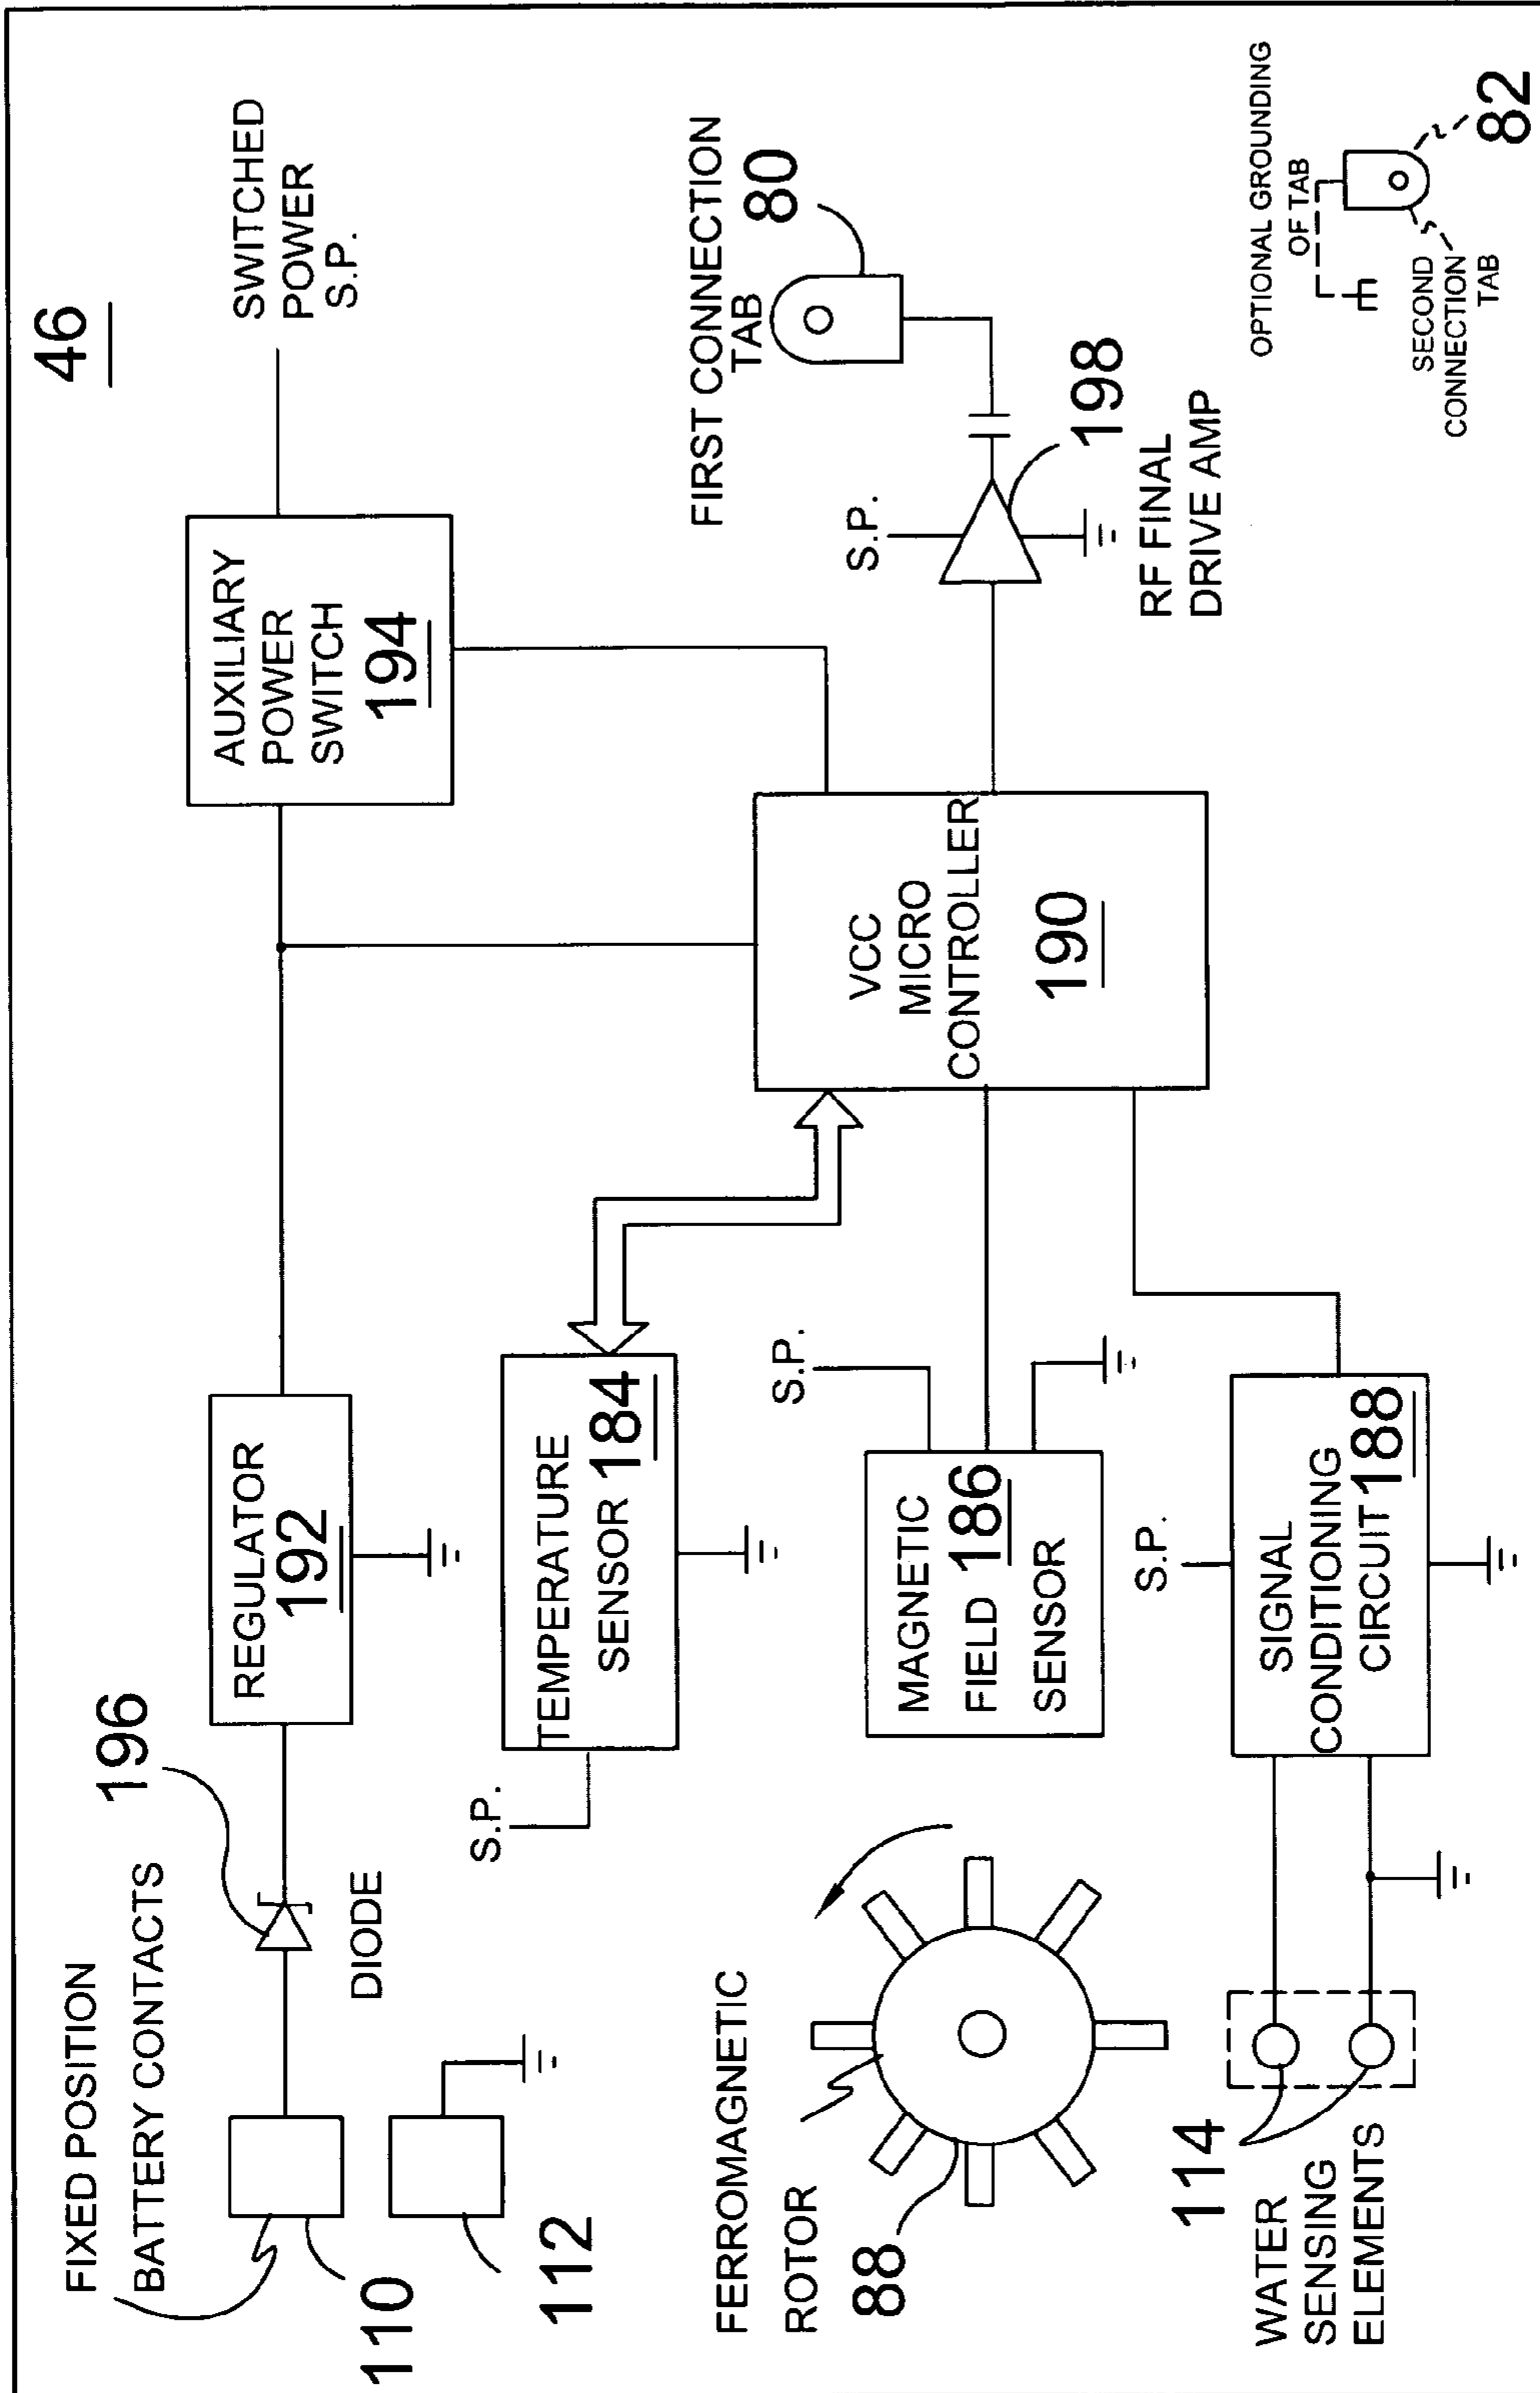 46
FIXED POSITION
BATTERY CONTACTS
196
110
112
DIODE
REGULATOR
192
AUXILIARY
POWER
SWITCH
194
SWITCHED
POWER
S.P.
S.P.
TEMPERATURE
SENSOR 184
FIRST CONNECTION
TAB
80
FERROMAGNETIC
ROTOR
88
S.P.
MAGNETIC
FIELD 186
SENSOR
VCC
MICRO
CONTROLLER
190
S.P.
198
RF FINAL
DRIVE AMP
114
WATER
SENSING
ELEMENTS
S.P.
SIGNAL
CONDITIONING
CIRCUIT 188
OPTIONAL GROUNDING
OF TAB
SECOND
CONNECTION
TAB
82